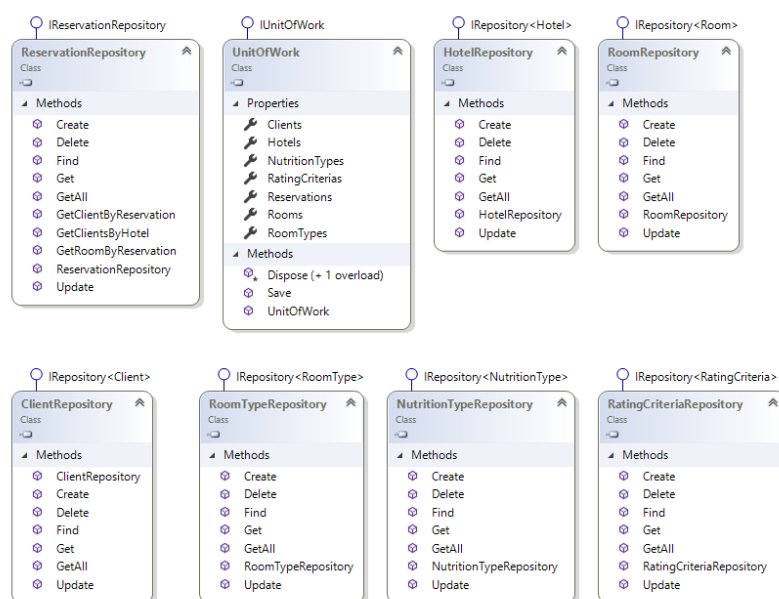 IReservationRepository
ReservationRepository
Class
Methods
Create
Delete
Find
Get
GetAll
GetClientByReservation
GetClientsByHotel
GetRoomByReservation
ReservationRepository
Update
IUnitOfWork
UnitOfWork
Class
Properties
Clients
Hotels
NutritionTypes
RatingCriterias
Reservations
Rooms
RoomTypes
Methods
Dispose (+ 1 overload)
Save
UnitOfWork
IRepository<Hotel>
HotelRepository
Class
Methods
Create
Delete
Find
Get
GetAll
HotelRepository
Update
IRepository<Room>
RoomRepository
Class
Methods
Create
Delete
Find
Get
GetAll
RoomRepository
Update
IRepository<Client>
ClientRepository
Class
Methods
ClientRepository
Create
Delete
Find
Get
GetAll
Update
IRepository<RoomType>
RoomTypeRepository
Class
Methods
Create
Delete
Find
Get
GetAll
RoomTypeRepository
Update
IRepository<NutritionType>
NutritionTypeRepository
Class
Methods
Create
Delete
Find
Get
GetAll
NutritionTypeRepository
Update
IRepository<RatingCriteria>
RatingCriteriaRepository
Class
Methods
Create
Delete
Find
Get
GetAll
RatingCriteriaRepository
Update